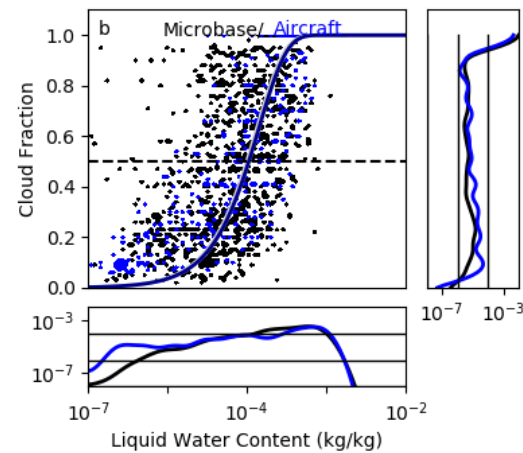 b Microbase/ Aircraft
1.0
0.8
0.6
0.4
0.2
0.0
Cloud Fraction
10⁻⁷ 10⁻³
10⁻³
10⁻⁷
10⁻⁷ 10⁻⁴ 10⁻²
Liquid Water Content (kg/kg)